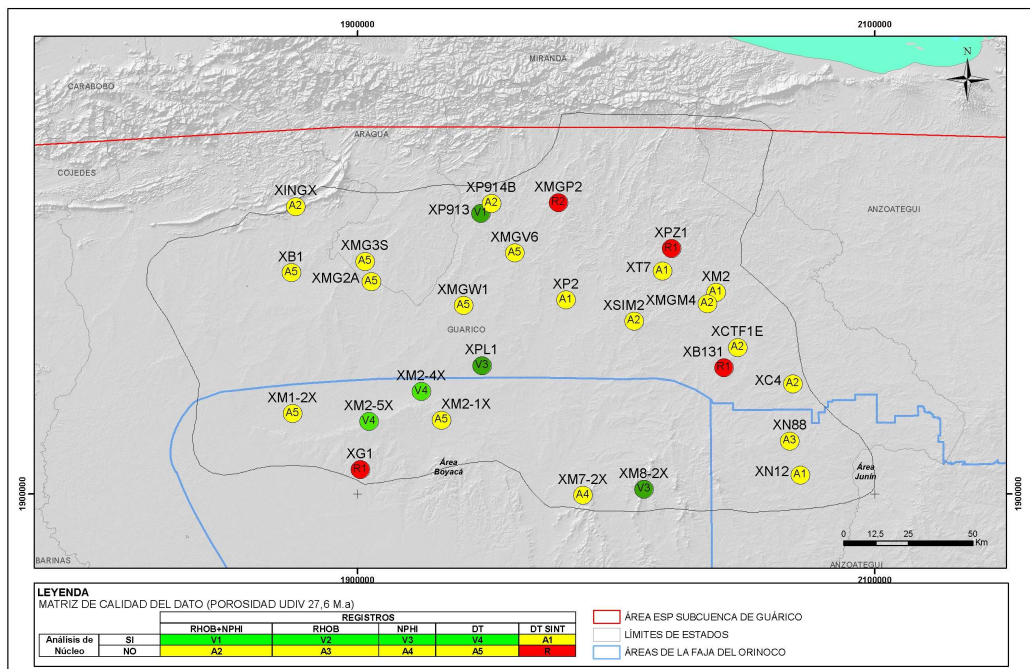 1900000
2100000
MIRANDA
N
CARABOBO
ARAGUA
COJEDES
XINGX
A2
XP914B
A2
XMGP2
R2
XP913
V1
ANZOATEGUI
XMGV6
A5
XPZ1
R1
XMG3S
A5
XB1
A5
XMG2A
A5
XT7
A1
XM2
A1
XP2
A1
XMGM4
A2
XMGW1
A5
XSIM2
A2
GUARICO
XCTF1E
A2
XPL1
V3
XB131
R1
XM2-4X
V4
XC4
A2
XM1-2X
A5
XM2-5X
V4
XM2-1X
A5
XN88
A3
XG1
R1
Área
Boyacá
XM7-2X
A4
XM8-2X
V3
XN12
A1
Área
Junin
1900000
1900000
0 12,5 25 50
Km
BARINAS
ANZOATEGUI
1900000
2100000
LEYENDA
MATRIZ DE CALIDAD DEL DATO (POROSIDAD UDIV 27,6 M.a)
REGISTROS
RHOB+NPHI RHOB NPHI DT DT SINT
Análisis de Núcleo SI V1 V2 V3 V4 A1
NO A2 A3 A4 A5 R
ÁREA ESP SUBCUENCA DE GUÁRICO
LÍMITES DE ESTADOS
ÁREAS DE LA FAJA DEL ORINOCO